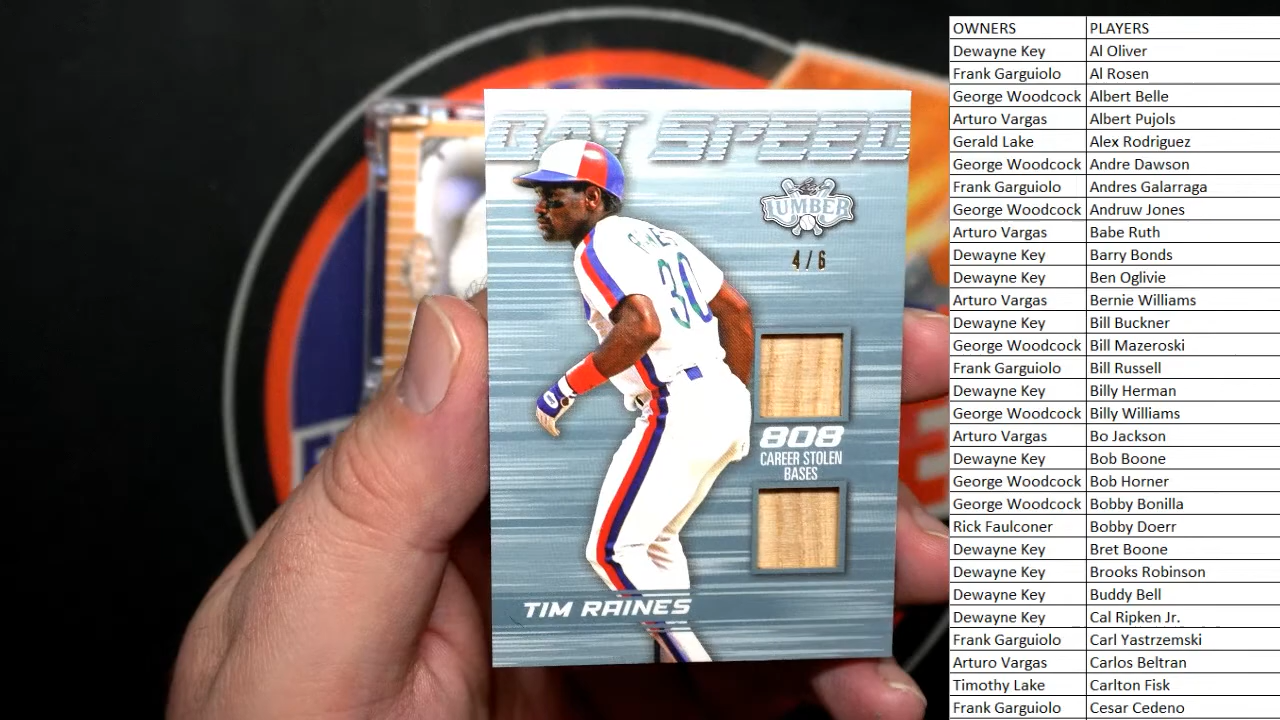 BAT SPEED
Leaf
LUMBER
4/6
30
808
CAREER STOLEN
BASES
TIM RAINES
OWNERS PLAYERS
Dewayne Key Al Oliver
Frank Garguiolo Al Rosen
George Woodcock Albert Belle
Arturo Vargas Albert Pujols
Gerald Lake Alex Rodriguez
George Woodcock Andre Dawson
Frank Garguiolo Andres Galarraga
George Woodcock Andruw Jones
Arturo Vargas Babe Ruth
Dewayne Key Barry Bonds
Dewayne Key Ben Oglivie
Arturo Vargas Bernie Williams
Dewayne Key Bill Buckner
George Woodcock Bill Mazeroski
Frank Garguiolo Bill Russell
Dewayne Key Billy Herman
George Woodcock Billy Williams
Arturo Vargas Bo Jackson
Dewayne Key Bob Boone
George Woodcock Bob Horner
George Woodcock Bobby Bonilla
Rick Faulconer Bobby Doerr
Dewayne Key Bret Boone
Dewayne Key Brooks Robinson
Dewayne Key Buddy Bell
Dewayne Key Cal Ripken Jr.
Frank Garguiolo Carl Yastrzemski
Arturo Vargas Carlos Beltran
Timothy Lake Carlton Fisk
Frank Garguiolo Cesar Cedeno